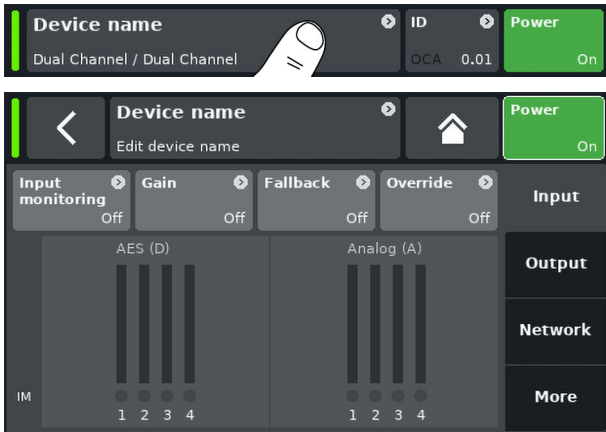 Device name
Dual Channel / Dual Channel
ID
OCA 0.01
Power
On
Device name
Edit device name
Power
On
Input monitoring
Off
Gain
Off
Fallback
Off
Override
Off
Input
Output
Network
More
AES (D)
Analog (A)
IM
1 2 3 4
1 2 3 4